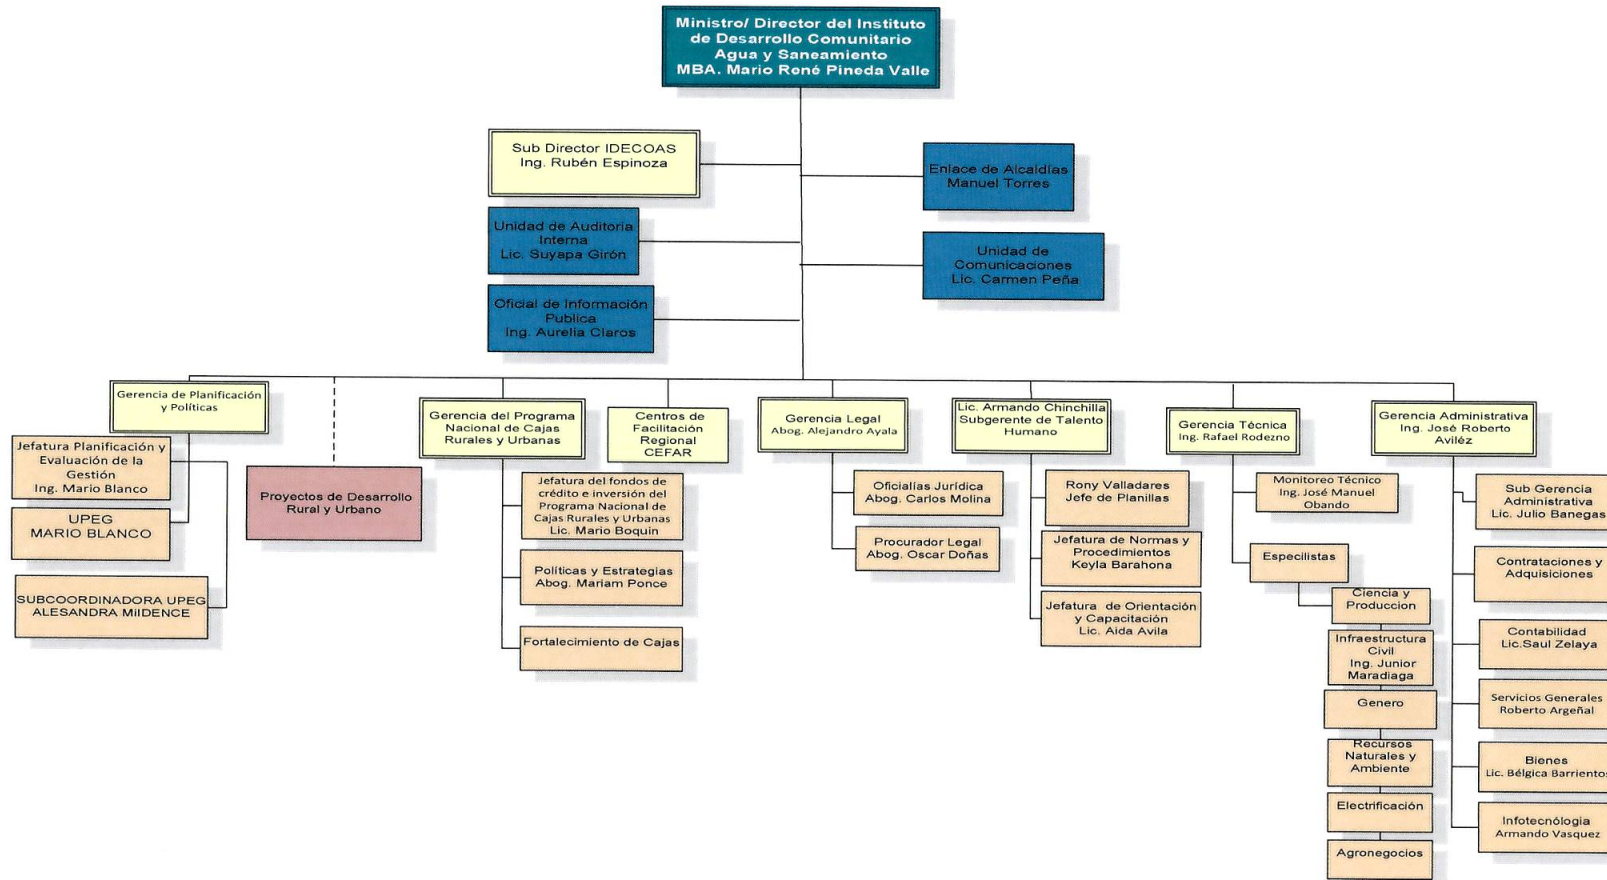 Ministro/ Director del Instituto
de Desarrollo Comunitario
Agua y Saneamiento
MBA. Mario René Pineda Valle
Sub Director IDECOAS
Ing. Rubén Espinoza
Enlace de Alcaldías
Manuel Torres
Unidad de Auditoría
Interna
Lic. Suyapa Girón
Unidad de
Comunicaciones
Lic. Carmen Peña
Oficial de Información
Publica
Ing. Aurelia Claros
Gerencia de Planificación
y Políticas
Jefatura Planificación y
Evaluación de la
Gestión
Ing. Mario Blanco
UPEG
MARIO BLANCO
SUBCOORDINADORA UPEG
ALESANDRA MilDENCE
Proyectos de Desarrollo
Rural y Urbano
Gerencia del Programa
Nacional de Cajas
Rurales y Urbanas
Jefatura del fondos de
crédito e inversión del
Programa Nacional de
Cajas Rurales y Urbanas
Lic. Mario Boquin
Políticas y Estrategias
Abog. Mariam Ponce
Fortalecimiento de Cajas
Centros de
Facilitación
Regional
CEFAR
Gerencia Legal
Abog. Alejandro Ayala
Oficialías Jurídica
Abog. Carlos Molina
Procurador Legal
Abog. Oscar Doñas
Lic. Armando Chinchilla
Subgerente de Talento
Humano
Rony Valladares
Jefe de Planillas
Jefatura de Normas y
Procedimientos
Keyla Barahona
Jefatura de Orientación
y Capacitación
Lic. Aida Avila
Gerencia Técnica
Ing. Rafael Rodezno
Monitoreo Técnico
Ing. José Manuel
Obando
Especilistas
Ciencia y
Produccion
Infraestructura
Civil
Ing. Junior
Maradiaga
Genero
Recursos
Naturales y
Ambiente
Electrificación
Agronegocios
Gerencia Administrativa
Ing. José Roberto
Aviléz
Sub Gerencia
Administrativa
Lic. Julio Banegas
Contrataciones y
Adquisiciones
Contabilidad
Lic.Saul Zelaya
Servicios Generales
Roberto Argeñal
Bienes
Lic. Bélgica Barrientos
Infotecnólogia
Armando Vasquez